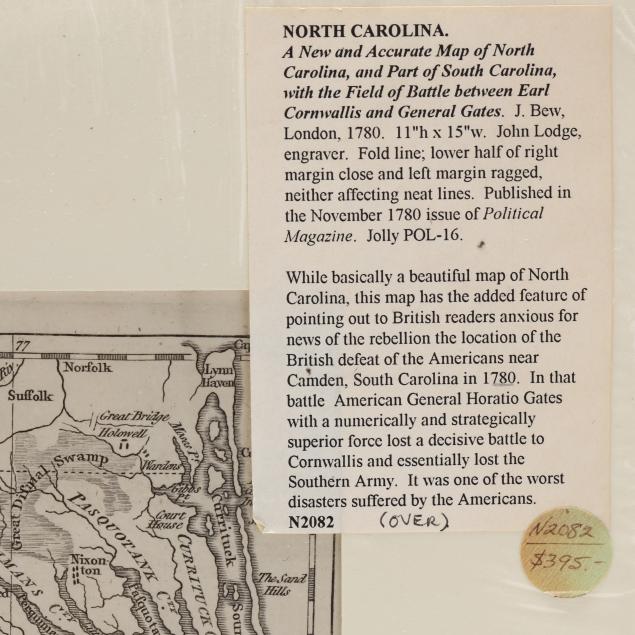 NORTH CAROLINA.
A New and Accurate Map of North
Carolina, and Part of South Carolina,
with the Field of Battle between Earl
Cornwallis and General Gates. J. Bew,
London, 1780. 11"h x 15"w. John Lodge,
engraver. Fold line; lower half of right
margin close and left margin ragged,
neither affecting neat lines. Published in
the November 1780 issue of Political
Magazine. Jolly POL-16.
While basically a beautiful map of North
Carolina, this map has the added feature of
pointing out to British readers anxious for
news of the rebellion the location of the
British defeat of the Americans near
Camden, South Carolina in 1780. In that
battle American General Horatio Gates
with a numerically and strategically
superior force lost a decisive battle to
Cornwallis and essentially lost the
Southern Army. It was one of the worst
disasters suffered by the Americans.
N2082 (OVER)
N2082
$395.-
77
Norfolk
Lynn
Haven
Suffolk
Great Bridge
Holowell
Moors Pt.
Wardens
Great Dismal Swamp
Gibbs
Court
House
PASQUOTANK
CURRITUCK
Currituck
Nixon
ton
The Sand
Hills